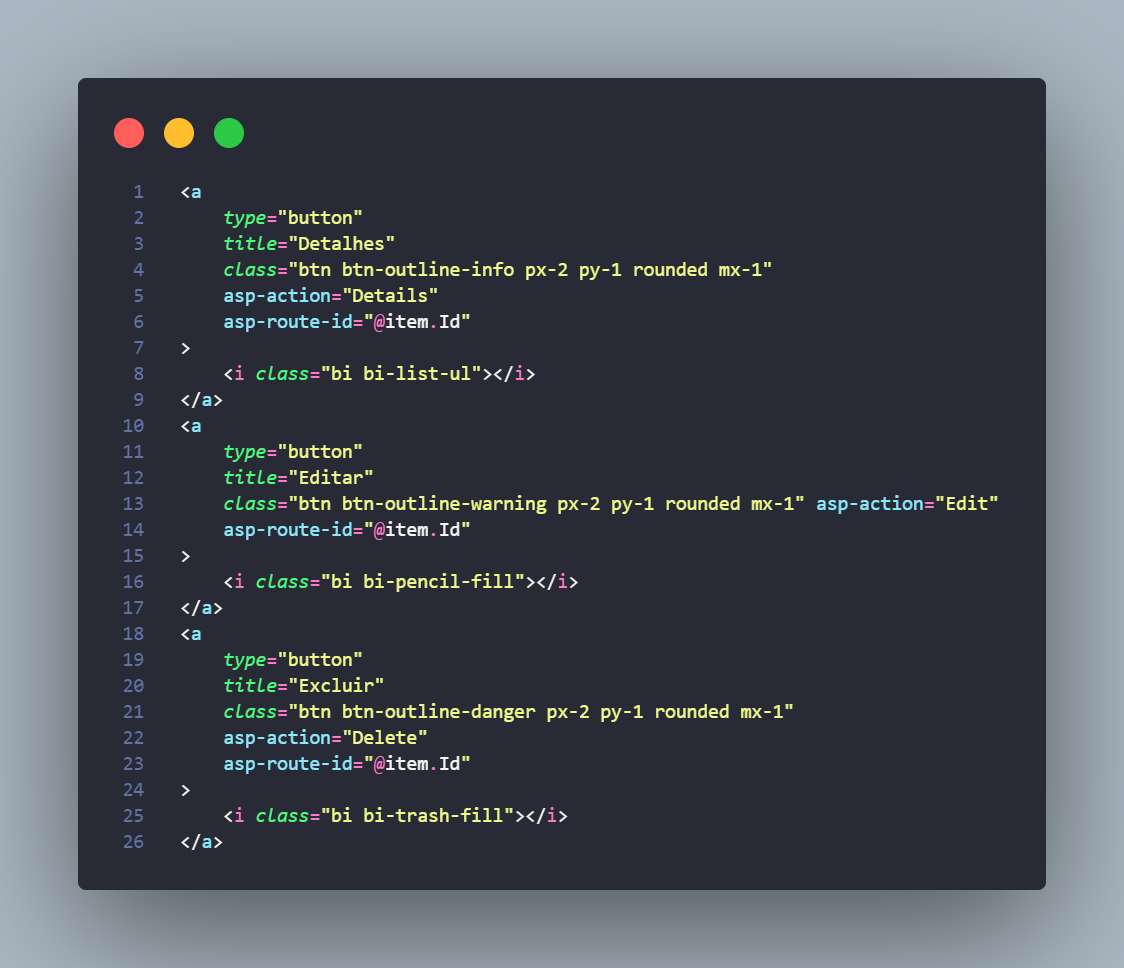 1 <a
2 type="button"
3 title="Detalhes"
4 class="btn btn-outline-info px-2 py-1 rounded mx-1"
5 asp-action="Details"
6 asp-route-id="@item.Id"
7 >
8 <i class="bi bi-list-ul"></i>
9 </a>
10 <a
11 type="button"
12 title="Editar"
13 class="btn btn-outline-warning px-2 py-1 rounded mx-1" asp-action="Edit"
14 asp-route-id="@item.Id"
15 >
16 <i class="bi bi-pencil-fill"></i>
17 </a>
18 <a
19 type="button"
20 title="Excluir"
21 class="btn btn-outline-danger px-2 py-1 rounded mx-1"
22 asp-action="Delete"
23 asp-route-id="@item.Id"
24 >
25 <i class="bi bi-trash-fill"></i>
26 </a>